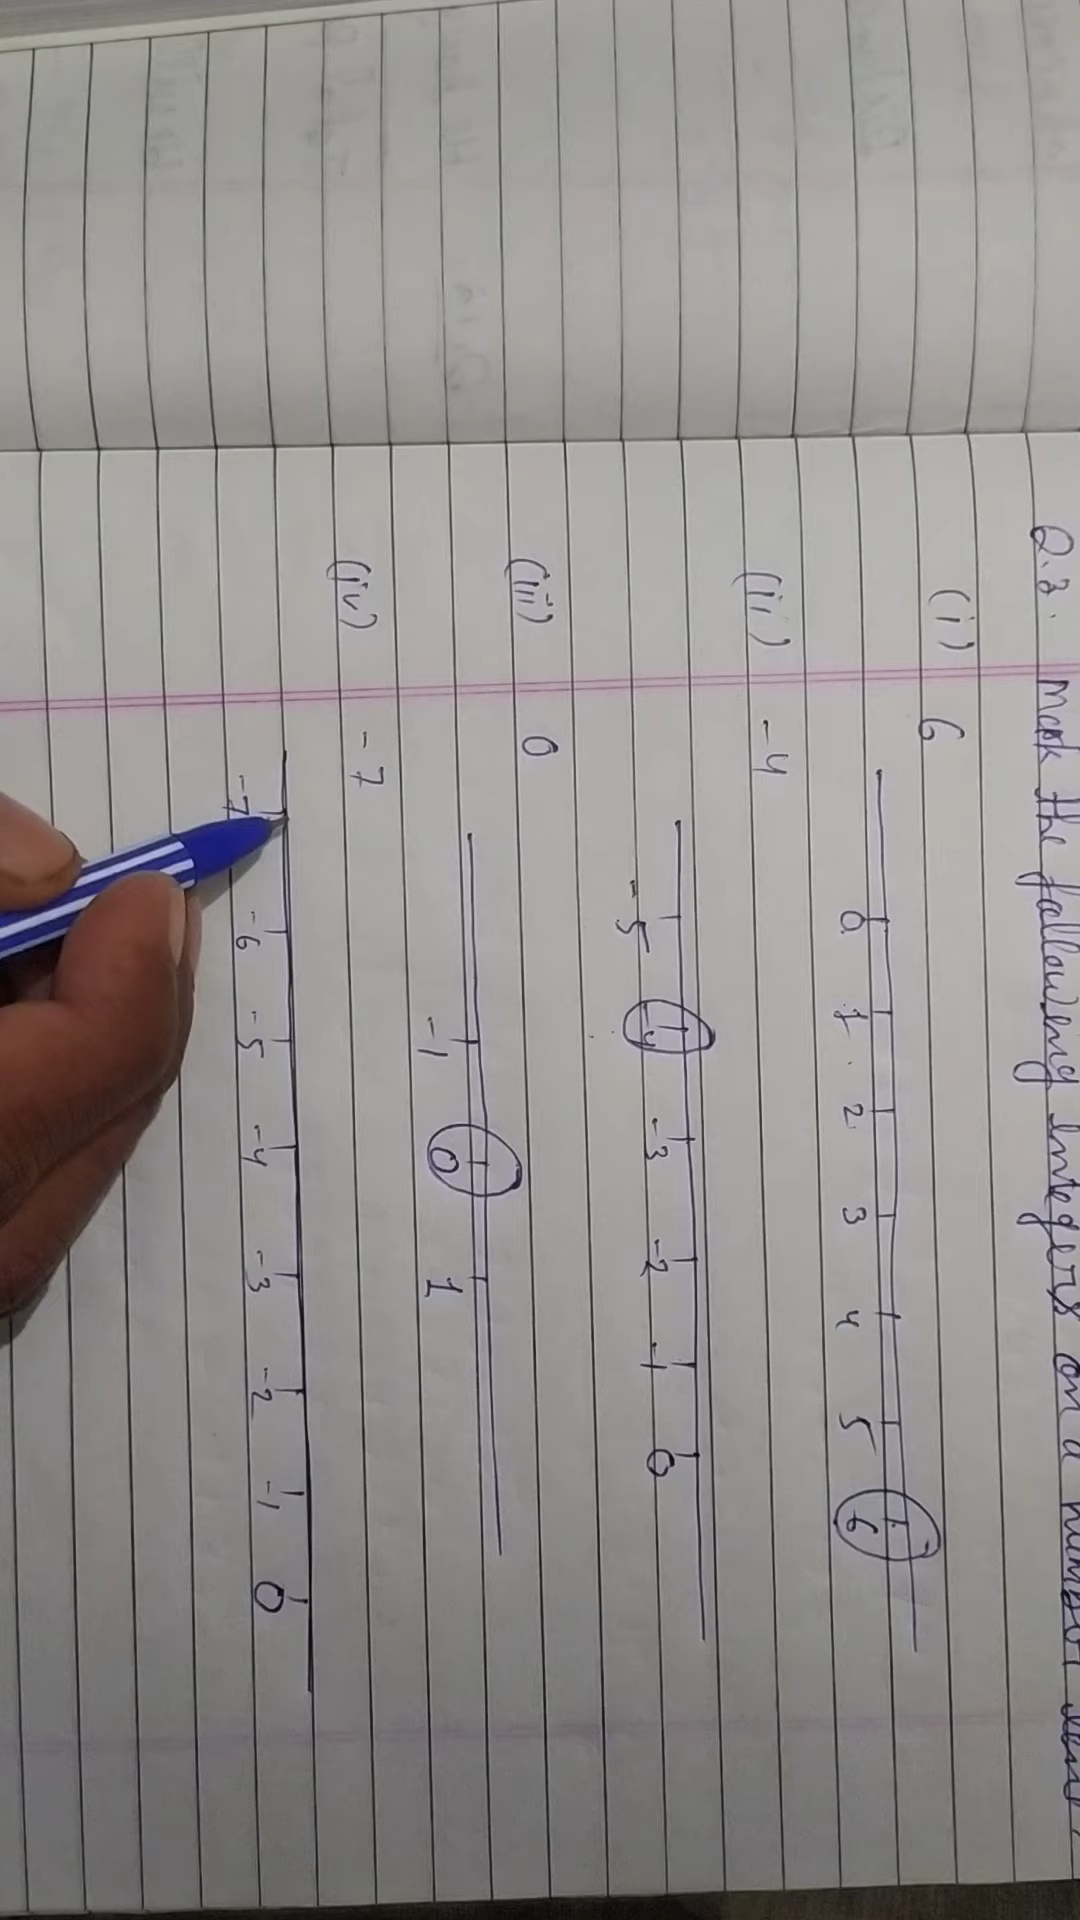 Q.3. Mark the following integers on a number line.
(i) 6
0 1 2 3 4 5 6
(ii) -4
-5 -4 -3 -2 -1 0
(iii) 0
-1 0 1
(iv) -7
-7 -6 -5 -4 -3 -2 -1 0